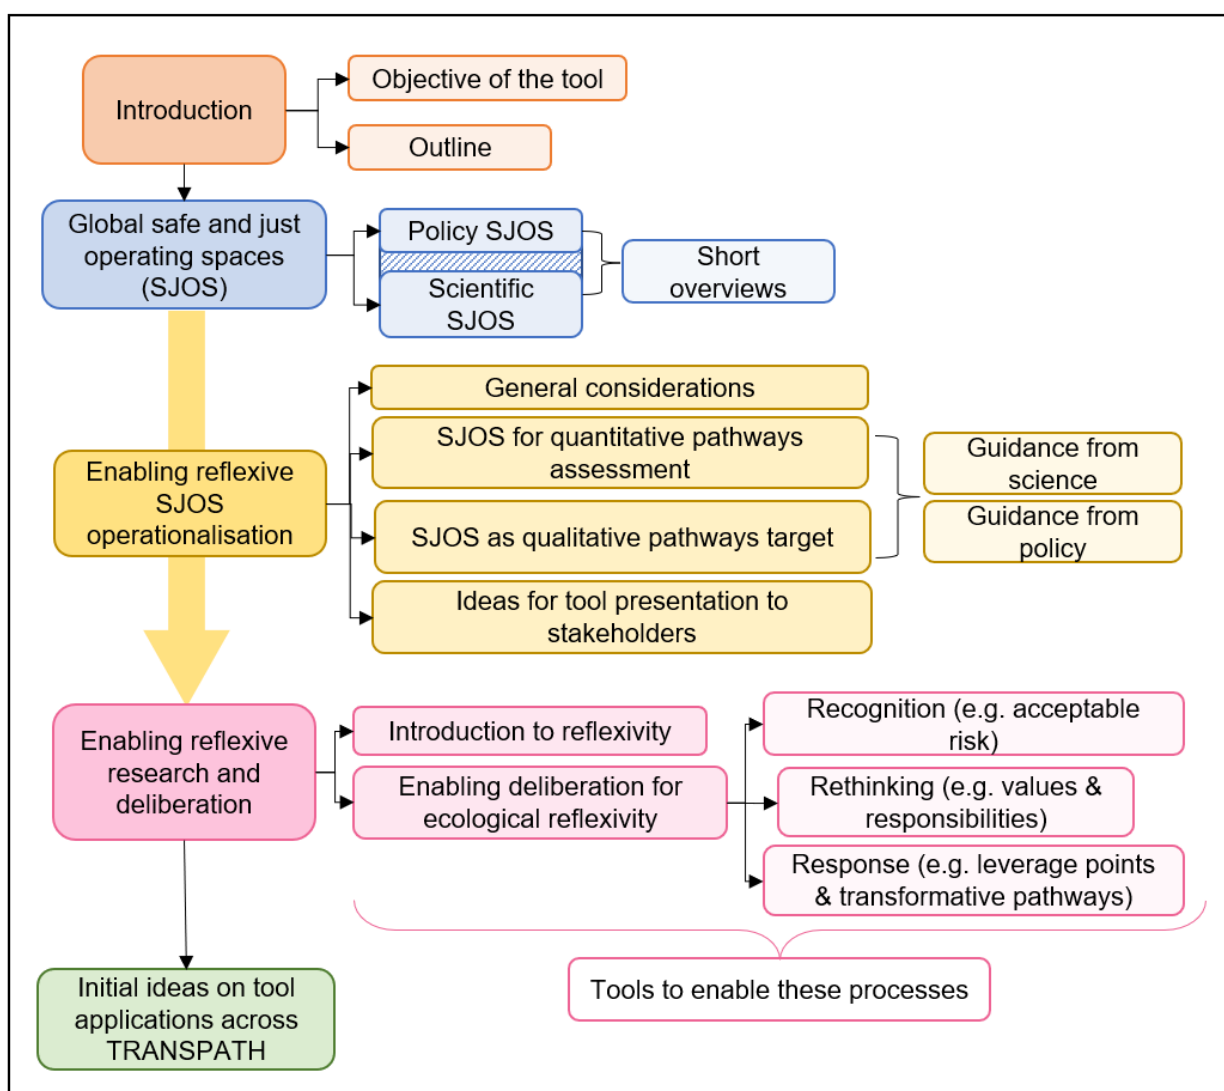 Introduction
Objective of the tool
Outline
Global safe and just
operating spaces
(SJOS)
Policy SJOS
Scientific
SJOS
Short
overviews
Enabling reflexive
SJOS
operationalisation
General considerations
SJOS for quantitative pathways
assessment
SJOS as qualitative pathways target
Ideas for tool presentation to
stakeholders
Guidance from
science
Guidance from
policy
Enabling reflexive
research and
deliberation
Introduction to reflexivity
Enabling deliberation for
ecological reflexivity
Recognition (e.g. acceptable
risk)
Rethinking (e.g. values &
responsibilities)
Response (e.g. leverage points
& transformative pathways)
Tools to enable these processes
Initial ideas on tool
applications across
TRANSPATH